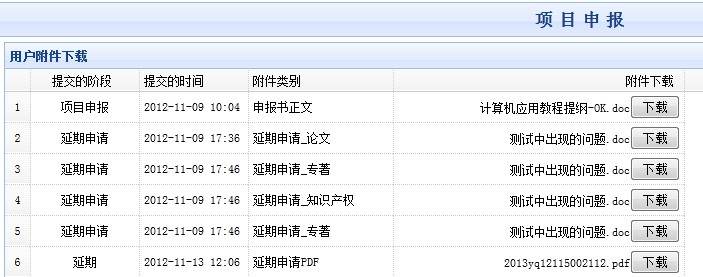 项目申报
用户附件下载
提交的阶段 提交的时间 附件类别 附件下载
1 项目申报 2012-11-09 10:04 申报书正文 计算机应用教程提纲-OK.doc 下载
2 延期申请 2012-11-09 17:36 延期申请_论文 测试中出现的问题.doc 下载
3 延期申请 2012-11-09 17:46 延期申请_专著 测试中出现的问题.doc 下载
4 延期申请 2012-11-09 17:46 延期申请_知识产权 测试中出现的问题.doc 下载
5 延期申请 2012-11-09 17:46 延期申请_专著 测试中出现的问题.doc 下载
6 延期 2012-11-13 12:06 延期申请PDF 2013yq12115002112.pdf 下载